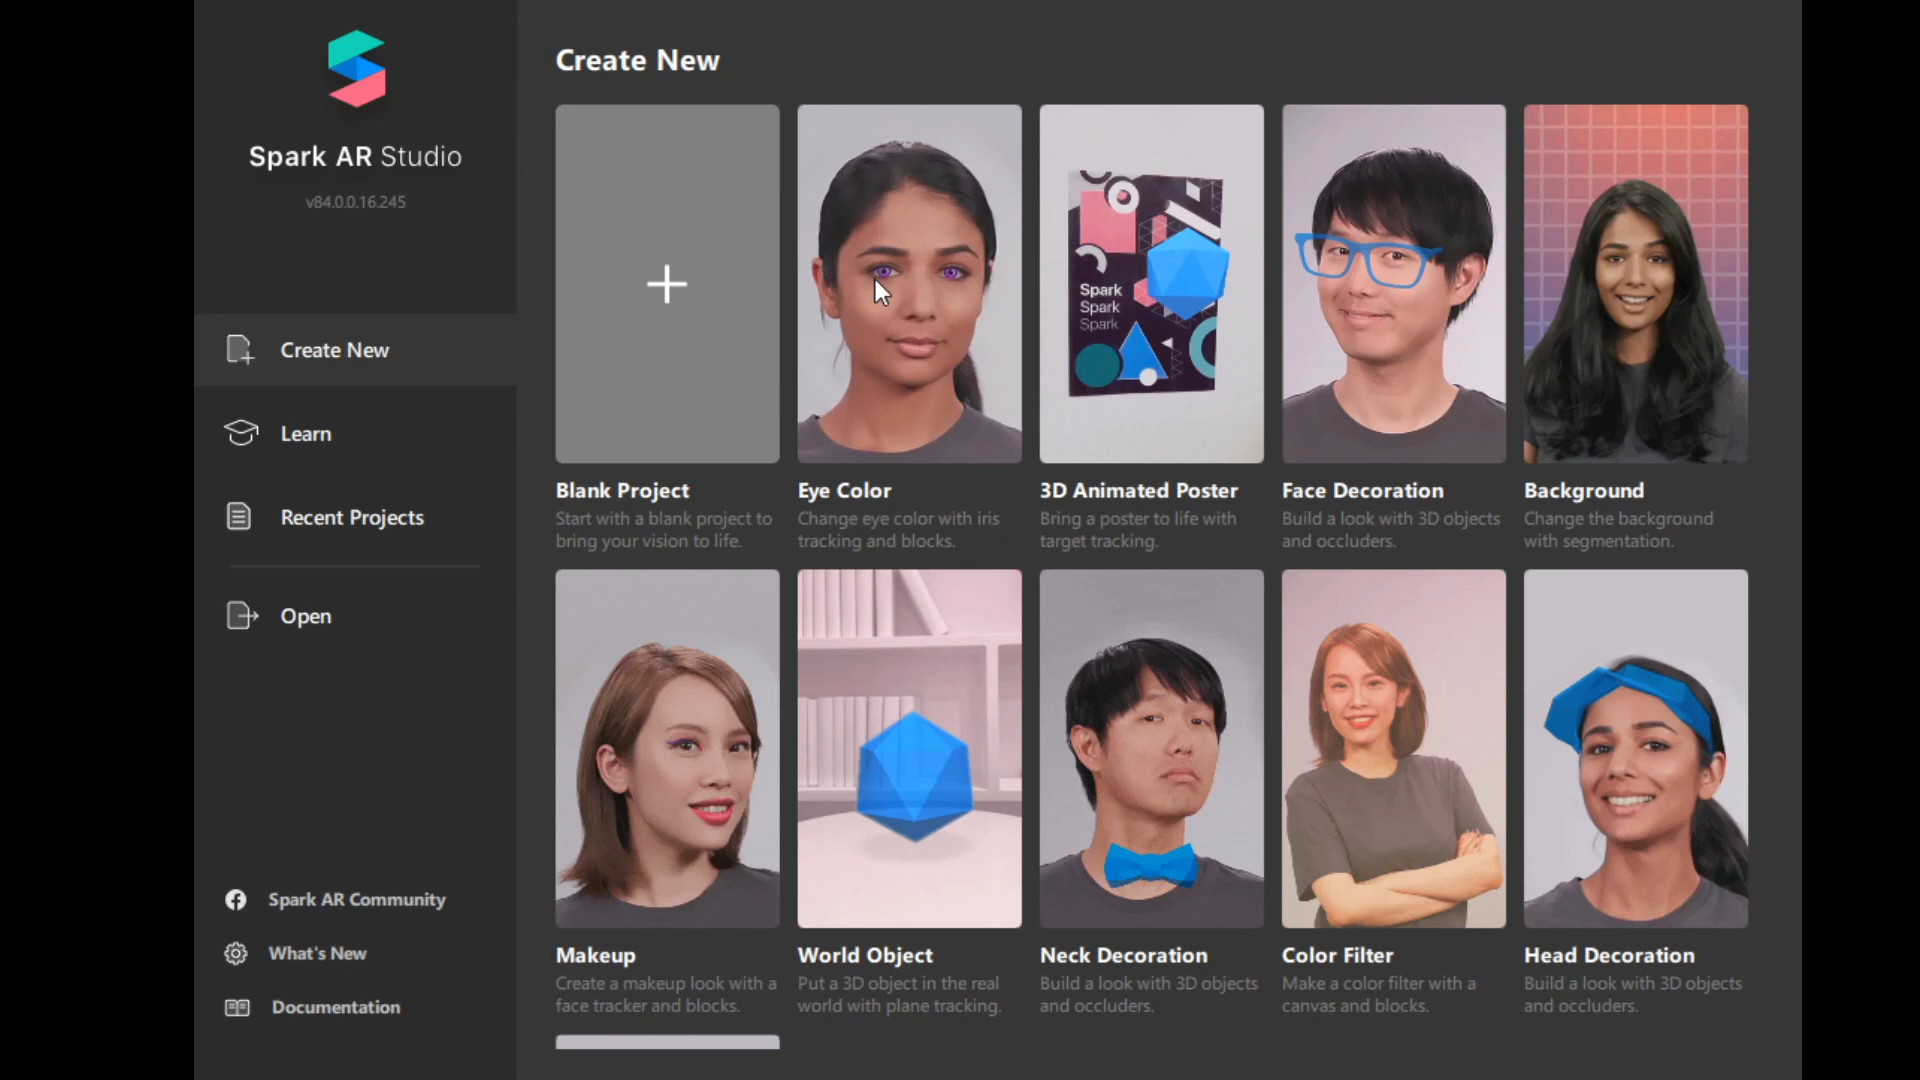 Spark AR Studio
v84.0.0.16.245
Create New
Learn
Recent Projects
Open
Spark AR Community
What's New
Documentation
Create New
Spark
Spark
Spark
Blank Project
Start with a blank project to
bring your vision to life.
Eye Color
Change eye color with iris
tracking and blocks.
3D Animated Poster
Bring a poster to life with
target tracking.
Face Decoration
Build a look with 3D objects
and occluders.
Background
Change the background
with segmentation.
Makeup
Create a makeup look with a
face tracker and blocks.
World Object
Put a 3D object in the real
world with plane tracking.
Neck Decoration
Build a look with 3D objects
and occluders.
Color Filter
Make a color filter with a
canvas and blocks.
Head Decoration
Build a look with 3D objects
and occluders.